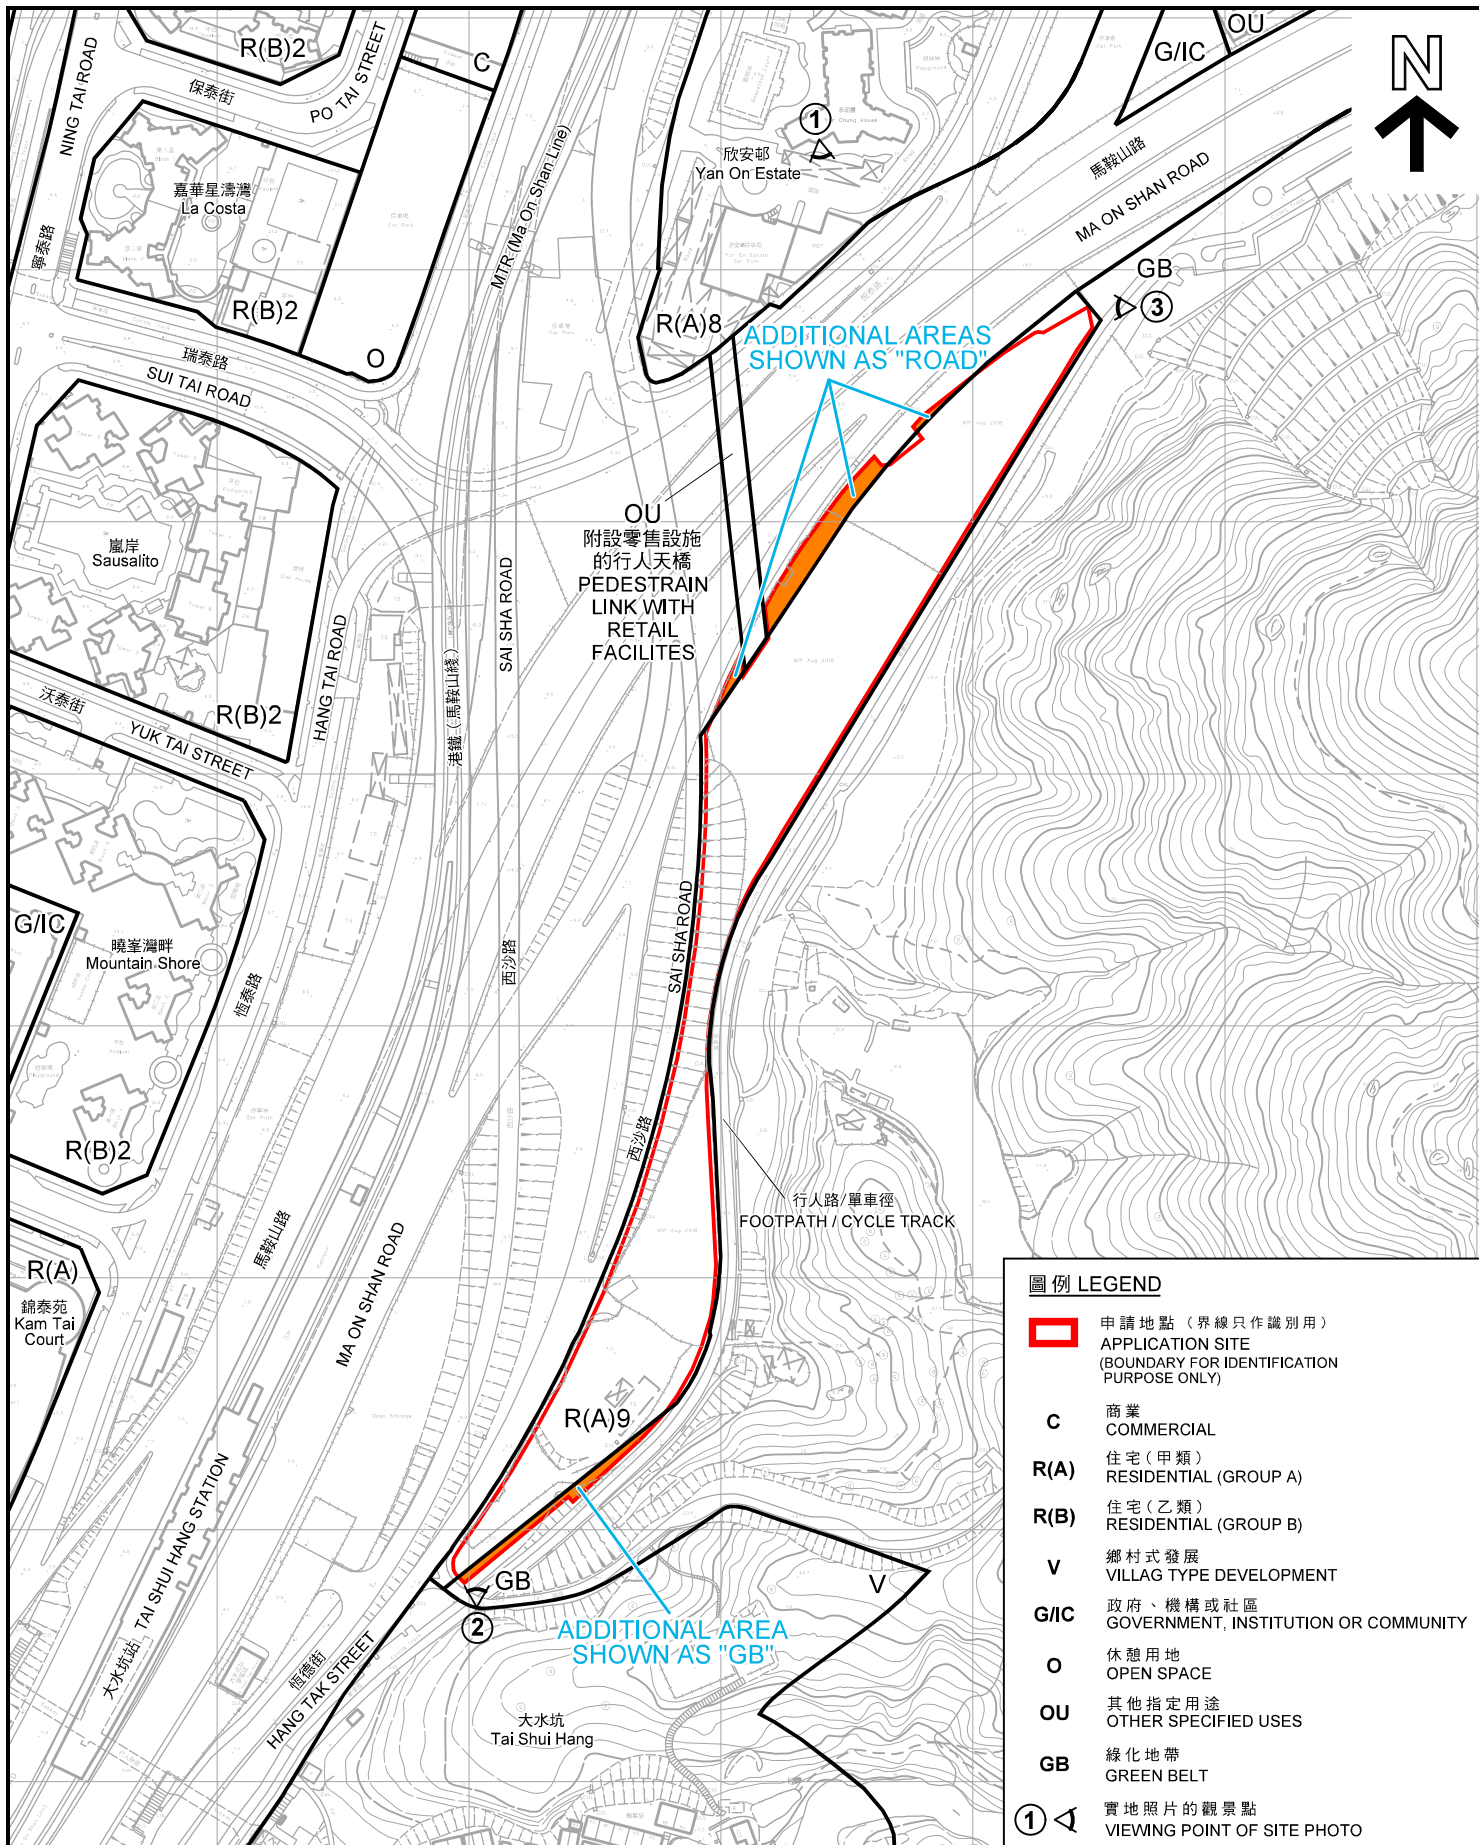 R(B)2
C
OU
G/IC
N
NING TAI ROAD
保泰街
PO TAI STREET
1
欣安邨
Yan On Estate
Chung House
馬鞍山路
MA ON SHAN ROAD
嘉華星濤灣
La Costa
寧泰路
MTR (Ma On Shan Line)
R(B)2
O
R(A)8
GB
3
瑞泰路
SUI TAI ROAD
ADDITIONAL AREAS
SHOWN AS "ROAD"
嵐岸
Sausalito
OU
附設零售設施
的行人天橋
PEDESTRAIN
LINK WITH
RETAIL
FACILITES
SAI SHA ROAD
HANG TAI ROAD
港鐵（馬鞍山綫）
沃泰街
YUK TAI STREET
R(B)2
G/IC
曉峯灣畔
Mountain Shore
恆泰路
西沙路
SAI SHA ROAD
西沙路
R(B)2
行人路/單車徑
FOOTPATH / CYCLE TRACK
馬鞍山路
MA ON SHAN ROAD
R(A)
錦泰苑
Kam Tai
Court
R(A)9
大水坑站 TAI SHUI HANG STATION
GB
2
V
ADDITIONAL AREA
SHOWN AS "GB"
恆德街
HANG TAK STREET
大水坑
Tai Shui Hang
圖例 LEGEND
申請地點（界線只作識別用）
APPLICATION SITE
(BOUNDARY FOR IDENTIFICATION
PURPOSE ONLY)
C 商業
COMMERCIAL
R(A) 住宅（甲類）
RESIDENTIAL (GROUP A)
R(B) 住宅（乙類）
RESIDENTIAL (GROUP B)
V 鄉村式發展
VILLAG TYPE DEVELOPMENT
G/IC 政府、機構或社區
GOVERNMENT, INSTITUTION OR COMMUNITY
O 休憩用地
OPEN SPACE
OU 其他指定用途
OTHER SPECIFIED USES
GB 綠化地帶
GREEN BELT
1 實地照片的觀景點
VIEWING POINT OF SITE PHOTO